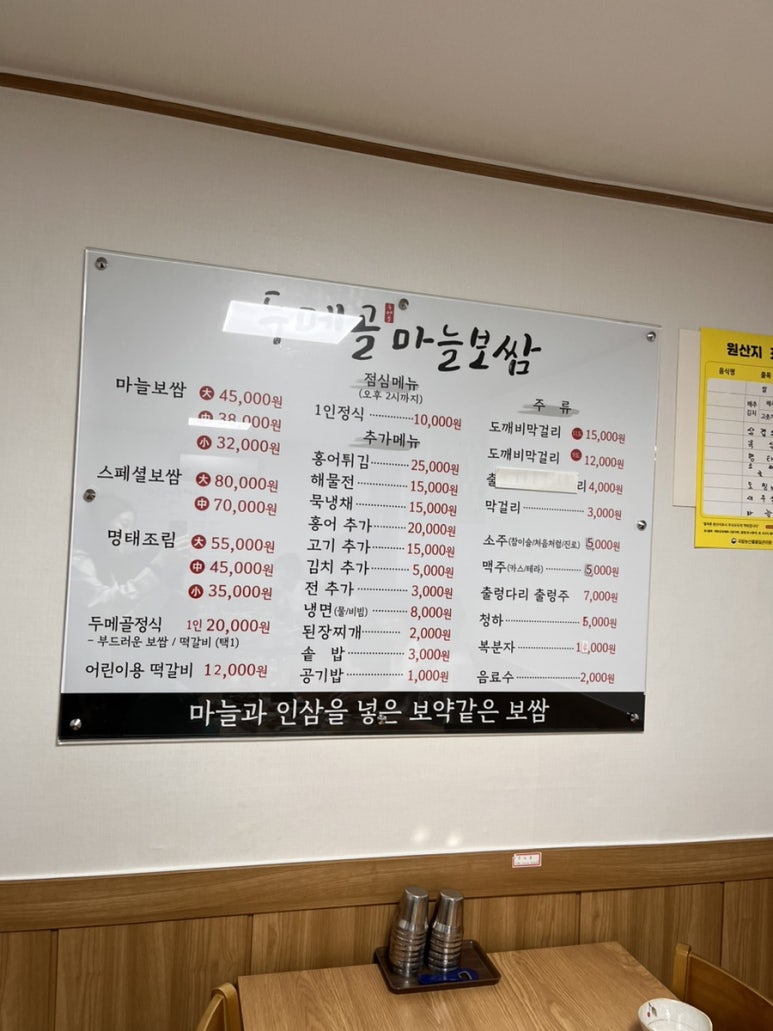 두메골 마늘보쌈
마늘보쌈 大 45,000원
中 38,000원
小 32,000원
스페셜보쌈 大 80,000원
中 70,000원
명태조림 大 55,000원
中 45,000원
小 35,000원
두메골정식 1인 20,000원
- 부드러운 보쌈 / 떡갈비 (택1)
어린이용 떡갈비 12,000원
점심메뉴
(오후 2시까지)
1인정식 10,000원
추가메뉴
홍어튀김 25,000원
해물전 15,000원
묵냉채 15,000원
홍어 추가 20,000원
고기 추가 15,000원
김치 추가 5,000원
전 추가 3,000원
냉면(물/비빔) 8,000원
된장찌개 2,000원
솥 밥 3,000원
공기밥 1,000원
주 류
도깨비막걸리 15,000원
도깨비막걸리 12,000원
리 4,000원
막걸리 3,000원
소주(참이슬/처음처럼/진로) 5,000원
맥주(카스/테라) 5,000원
출렁다리 출렁주 7,000원
청하 5,000원
복분자
음료수 2,000원
마늘과 인삼을 넣은 보약같은 보쌈
원산지
음식명 품목
쌀
배추
김치